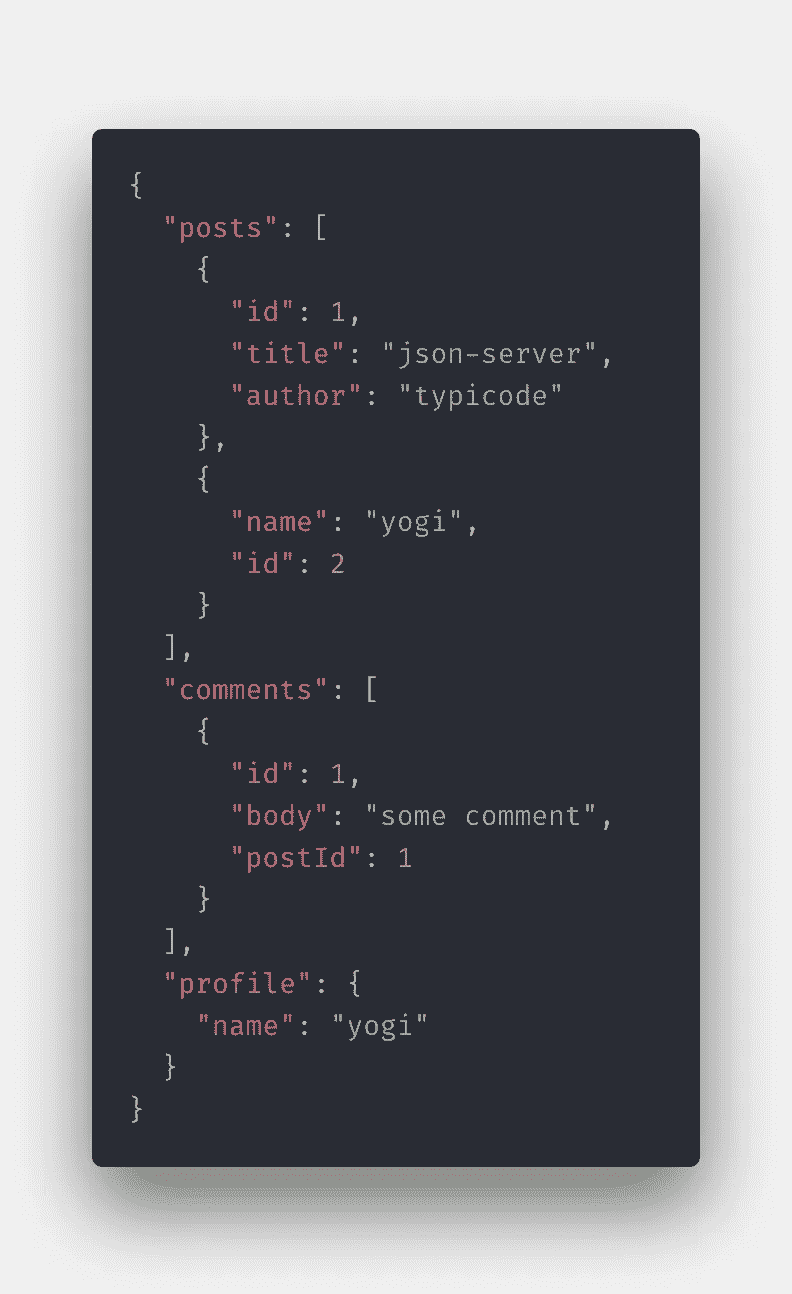 {
  "posts": [
    {
      "id": 1,
      "title": "json-server",
      "author": "typicode"
    },
    {
      "name": "yogi",
      "id": 2
    }
  ],
  "comments": [
    {
      "id": 1,
      "body": "some comment",
      "postId": 1
    }
  ],
  "profile": {
    "name": "yogi"
  }
}